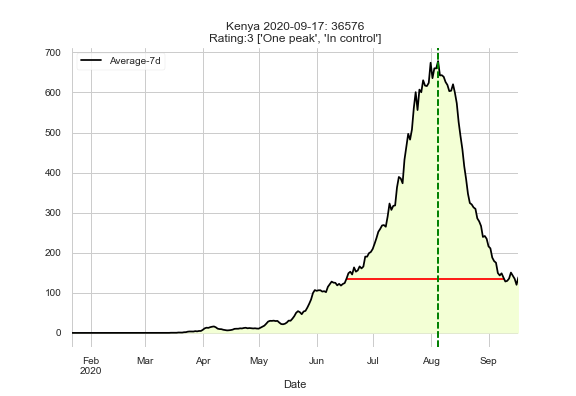 Kenya 2020-09-17: 36576
Rating:3 ['One peak', 'In control']
Average-7d
700
600
500
400
300
200
100
0
Feb Mar Apr May Jun Jul Aug Sep
2020
Date